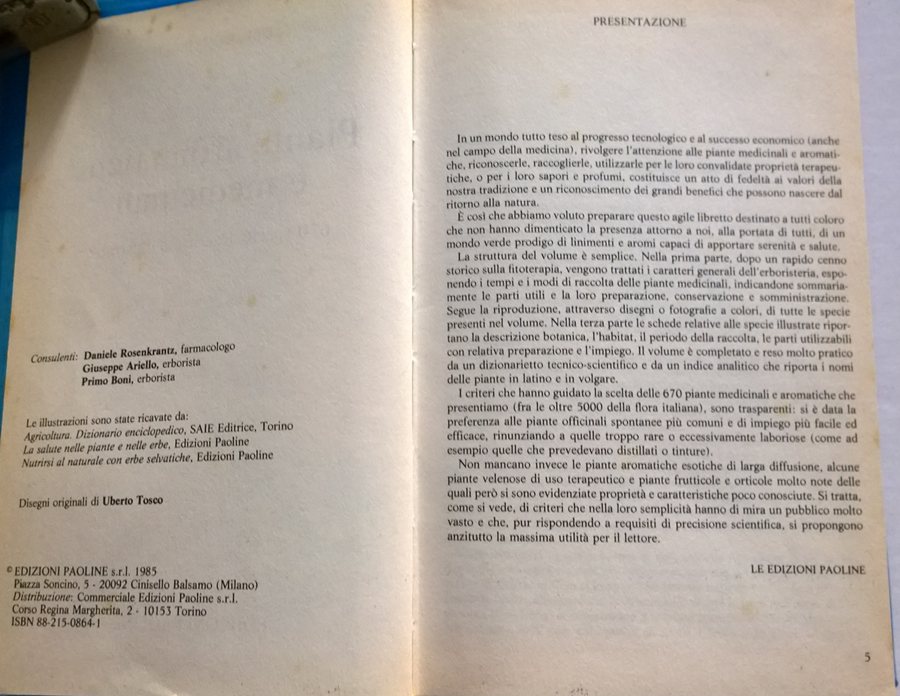 Consulenti: Daniele Rosenkrantz, farmacologo
Giuseppe Ariello, erborista
Primo Boni, erborista
Le illustrazioni sono state ricavate da:
Agricoltura. Dizionario enciclopedico, SAIE Editrice, Torino
La salute nelle piante e nelle erbe, Edizioni Paoline
Nutrirsi al naturale con erbe selvatiche, Edizioni Paoline
Disegni originali di Uberto Tosco
© EDIZIONI PAOLINE s.r.l. 1985
Piazza Soncino, 5 - 20092 Cinisello Balsamo (Milano)
Distribuzione: Commerciale Edizioni Paoline s.r.l.
Corso Regina Margherita, 2 - 10153 Torino
ISBN 88-215-0864-1
PRESENTAZIONE
In un mondo tutto teso al progresso tecnologico e al successo economico (anche
nel campo della medicina), rivolgere l'attenzione alle piante medicinali e aromati-
che, riconoscerle, raccoglierle, utilizzarle per le loro convalidate proprietà terapeu-
tiche, o per i loro sapori e profumi, costituisce un atto di fedeltà ai valori della
nostra tradizione e un riconoscimento dei grandi benefici che possono nascere dal
ritorno alla natura.
È così che abbiamo voluto preparare questo agile libretto destinato a tutti coloro
che non hanno dimenticato la presenza attorno a noi, alla portata di tutti, di un
mondo verde prodigo di linimenti e aromi capaci di apportare serenità e salute.
La struttura del volume è semplice. Nella prima parte, dopo un rapido cenno
storico sulla fitoterapia, vengono trattati i caratteri generali dell'erboristeria, espo-
nendo i tempi e i modi di raccolta delle piante medicinali, indicandone sommaria-
mente le parti utili e la loro preparazione, conservazione e somministrazione.
Segue la riproduzione, attraverso disegni o fotografie a colori, di tutte le specie
presenti nel volume. Nella terza parte le schede relative alle specie illustrate ripor-
tano la descrizione botanica, l'habitat, il periodo della raccolta, le parti utilizzabili
con relativa preparazione e l'impiego. Il volume è completato e reso molto pratico
da un dizionarietto tecnico-scientifico e da un indice analitico che riporta i nomi
delle piante in latino e in volgare.
I criteri che hanno guidato la scelta delle 670 piante medicinali e aromatiche che
presentiamo (fra le oltre 5000 della flora italiana), sono trasparenti: si è data la
preferenza alle piante officinali spontanee più comuni e di impiego più facile ed
efficace, rinunziando a quelle troppo rare o eccessivamente laboriose (come ad
esempio quelle che prevedevano distillati o tinture).
Non mancano invece le piante aromatiche esotiche di larga diffusione, alcune
piante velenose di uso terapeutico e piante frutticole e orticole molto note delle
quali però si sono evidenziate proprietà e caratteristiche poco conosciute. Si tratta,
come si vede, di criteri che nella loro semplicità hanno di mira un pubblico molto
vasto e che, pur rispondendo a requisiti di precisione scientifica, si propongono
anzitutto la massima utilità per il lettore.
LE EDIZIONI PAOLINE
5